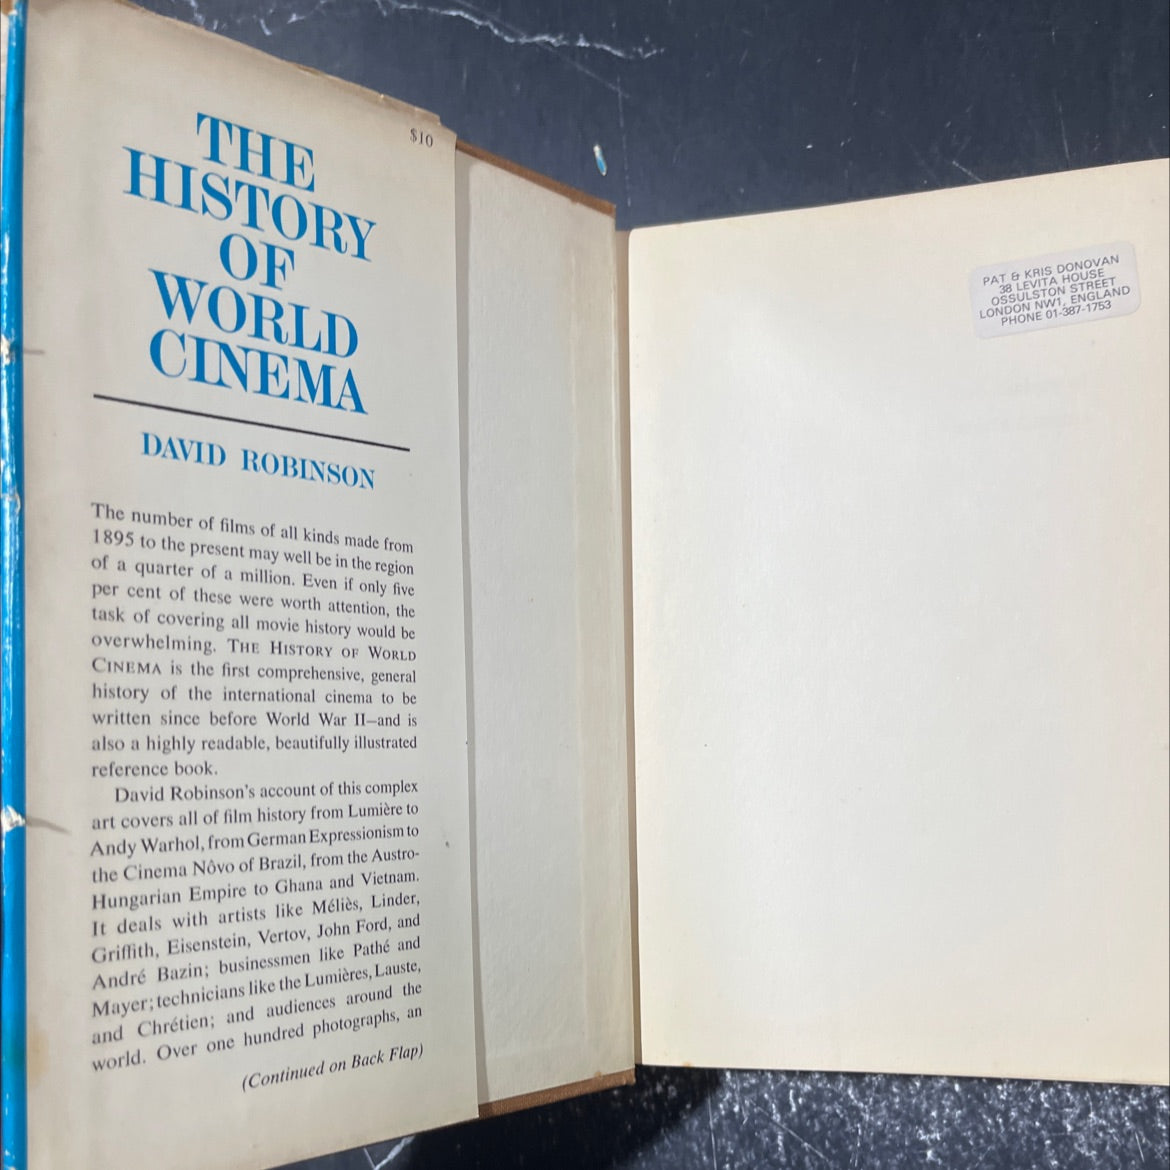 $10
THE
HISTORY
OF
WORLD
CINEMA
DAVID ROBINSON
The number of films of all kinds made from
1895 to the present may well be in the region
of a quarter of a million. Even if only five
per cent of these were worth attention, the
task of covering all movie history would be
overwhelming. THE HISTORY OF WORLD
CINEMA is the first comprehensive, general
history of the international cinema to be
written since before World War II—and is
also a highly readable, beautifully illustrated
reference book.
David Robinson's account of this complex
art covers all of film history from Lumière to
Andy Warhol, from German Expressionism to
the Cinema Nôvo of Brazil, from the Austro-
Hungarian Empire to Ghana and Vietnam.
It deals with artists like Méliès, Linder,
Griffith, Eisenstein, Vertov, John Ford, and
André Bazin; businessmen like Pathé and
Mayer; technicians like the Lumières, Lauste,
and Chrétien; and audiences around the
world. Over one hundred photographs, an
(Continued on Back Flap)
PAT & KRIS DONOVAN
38 LEVITA HOUSE
OSSULSTON STREET
LONDON NW1, ENGLAND
PHONE 01-387-1753